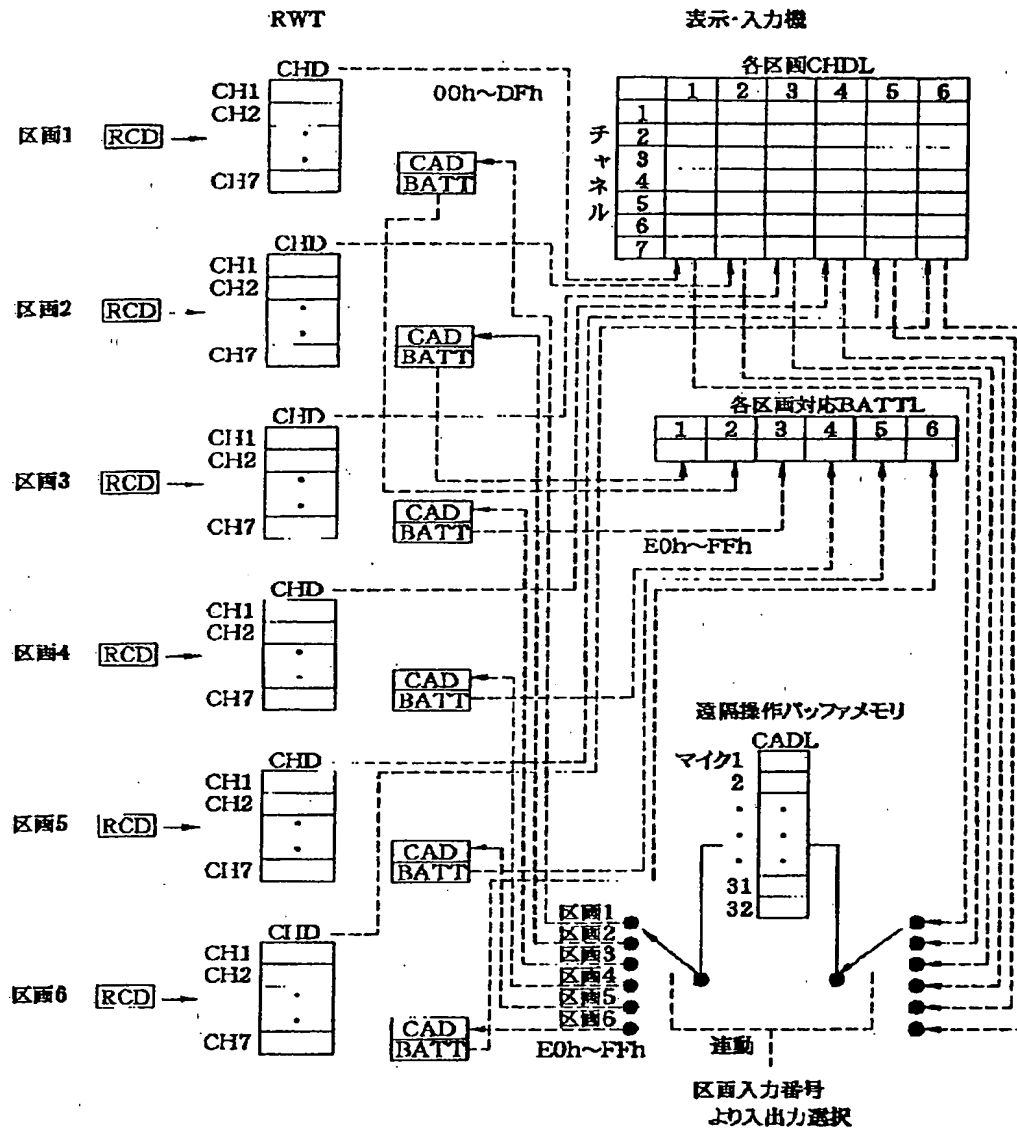 RWT
表示・入力機
各区画CHDL
1 2 3 4 5 6
チャネル
1
2
3
4
5
6
7
00h~DFh
区画1
RCD
CHD
CH1
CH2
CH7
CAD
BATT
区画2
RCD
CHD
CH1
CH2
CH7
CAD
BATT
各区画対応BATTL
1 2 3 4 5 6
区画3
RCD
CHD
CH1
CH2
CH7
CAD
BATT
E0h~FFh
区画4
RCD
CHD
CH1
CH2
CH7
CAD
BATT
遠隔操作バッファメモリ
CADL
マイク1
2
31
32
区画5
RCD
CHD
CH1
CH2
CH7
CAD
BATT
区画1
区画2
区画3
区画4
区画5
区画6
E0h~FFh
連動
区画入力番号
より入出力選択
区画6
RCD
CHD
CH1
CH2
CH7
CAD
BATT